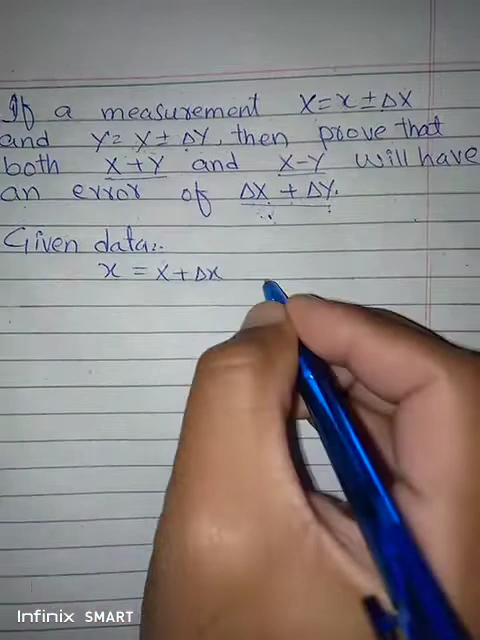 If a measurement X = x ± ΔX
and Y = Y ± ΔY, then prove that
both X+Y and X-Y will have
an error of ΔX + ΔY.
Given data:-
x = X + Δx
Infinix SMART